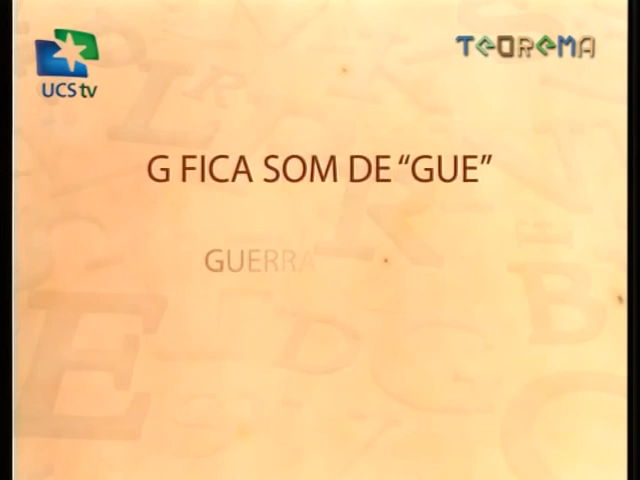 UCS tv
TEOREMA
G FICA SOM DE “GUE”
GUERRA